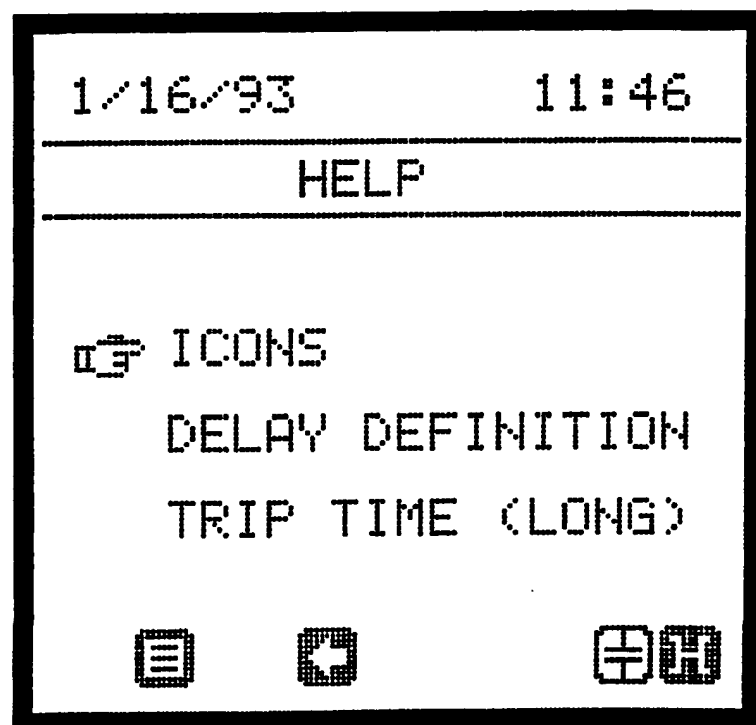 1/16/93 11:46
HELP
ICONS
DELAY DEFINITION
TRIP TIME (LONG)